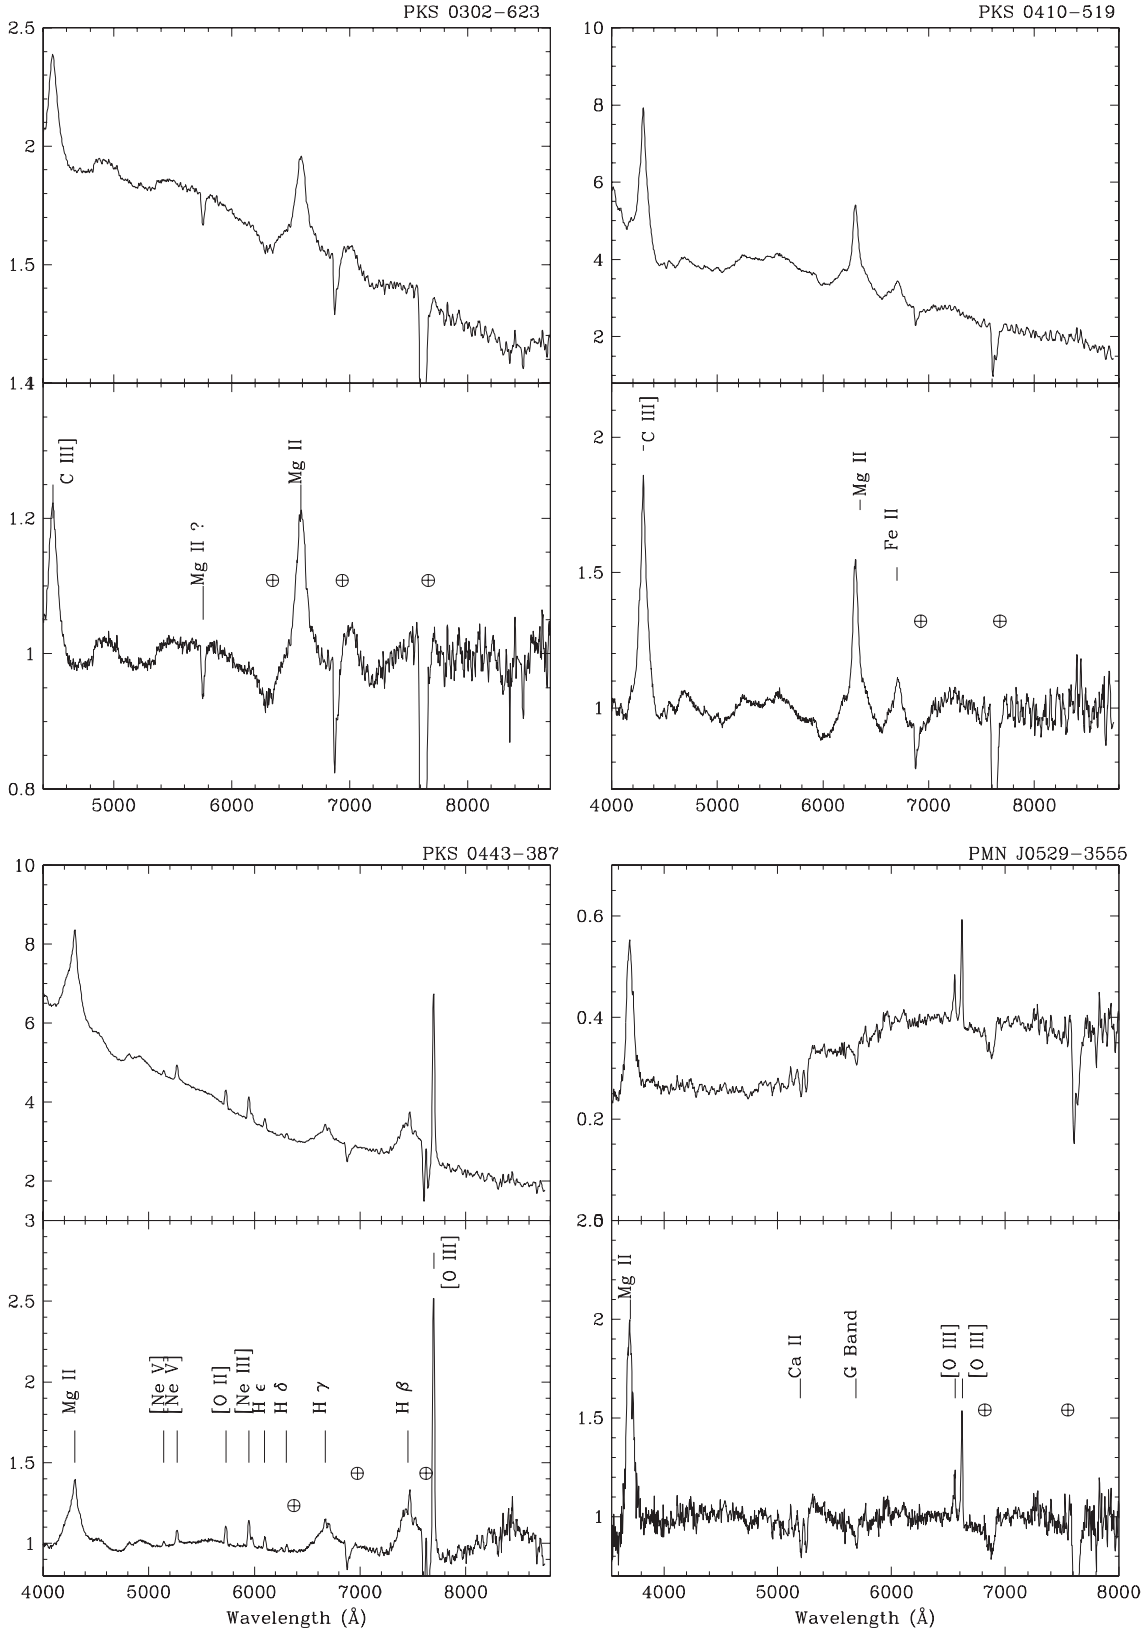 PKS 0302−623
2.5
2
1.5
1
1.4
1.2
1
0.8
C III]
Mg II ?
Mg II
5000 6000 7000 8000
PKS 0410−519
10
8
6
4
2
2
1.5
1
C III]
Mg II
Fe II
4000 5000 6000 7000 8000
PKS 0443−387
10
8
6
4
2
3
2.5
2
1.5
1
Mg II
[Ne V]
[Ne V]
[O II]
[Ne III]
H ϵ
H δ
H γ
H β
[O III]
4000 5000 6000 7000 8000
Wavelength (Å)
PMN J0529−3555
0.6
0.4
0.2
0
2.5
2
1.5
1
Mg II
Ca II
G Band
[O III]
[O III]
4000 5000 6000 7000 8000
Wavelength (Å)